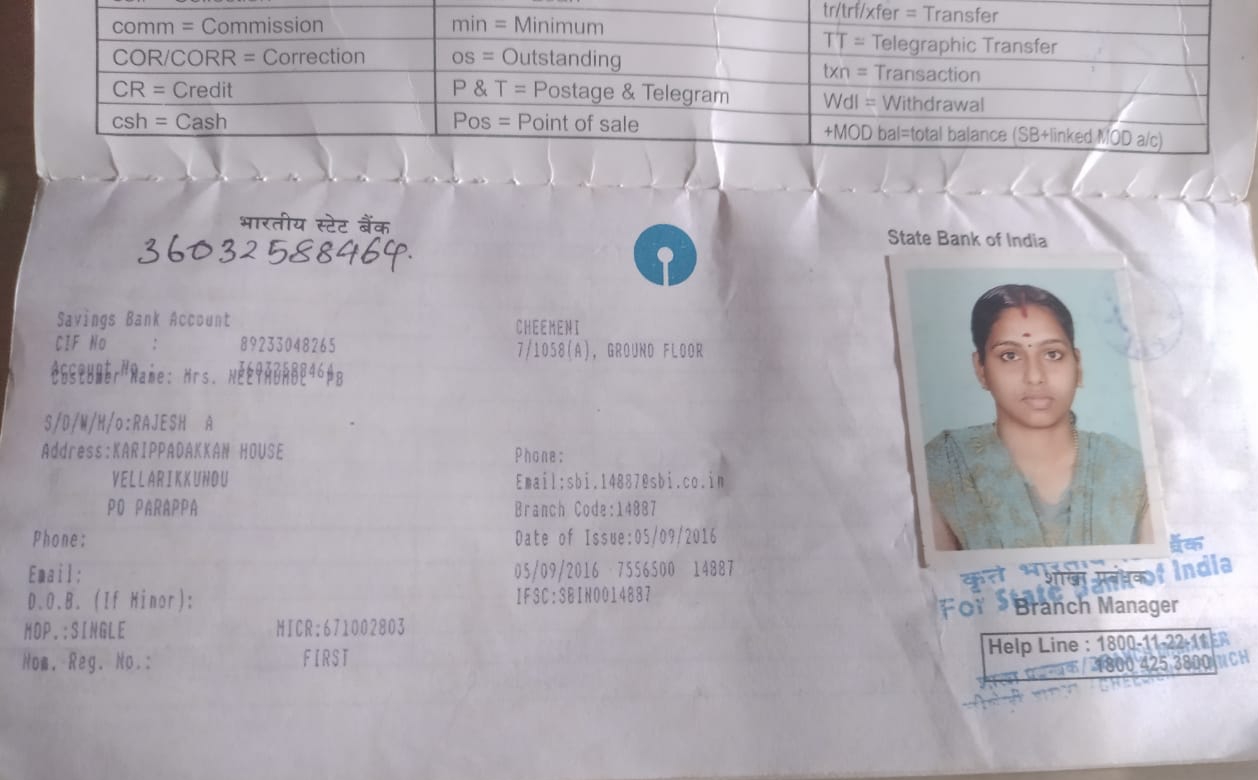 comm = Commission
COR/CORR = Correction
CR = Credit
csh = Cash
min = Minimum
os = Outstanding
P & T = Postage & Telegram
Pos = Point of sale
tr/trf/xfer = Transfer
TT = Telegraphic Transfer
txn = Transaction
Wdl = Withdrawal
+MOD bal=total balance (SB+linked MOD a/c)
भारतीय स्टेट बैंक
36032588464.
State Bank of India
Savings Bank Account
CIF No : 89233048265
Account No.: 36032588464
Customer Name: Mrs. PB
S/D/W/H/o:RAJESH A
Address:KARIPPADAKKAN HOUSE
VELLARIKKUNDU
PO PARAPPA
Phone:
Email:
D.O.B. (If Minor):
MOP.:SINGLE MICR:671002803
Nom. Reg. No.: FIRST
CHEEMENI
7/1058(A), GROUND FLOOR
Phone:
Email:sbi.14887@sbi.co.in
Branch Code:14887
Date of Issue:05/09/2016
05/09/2016 7556500 14887
IFSC:SBIN0014887
कृते भारतीय बैंक
For State Bank of India
शाखा प्रबंधक
Branch Manager
Help Line : 1800-11-22-11
1800 425 3800